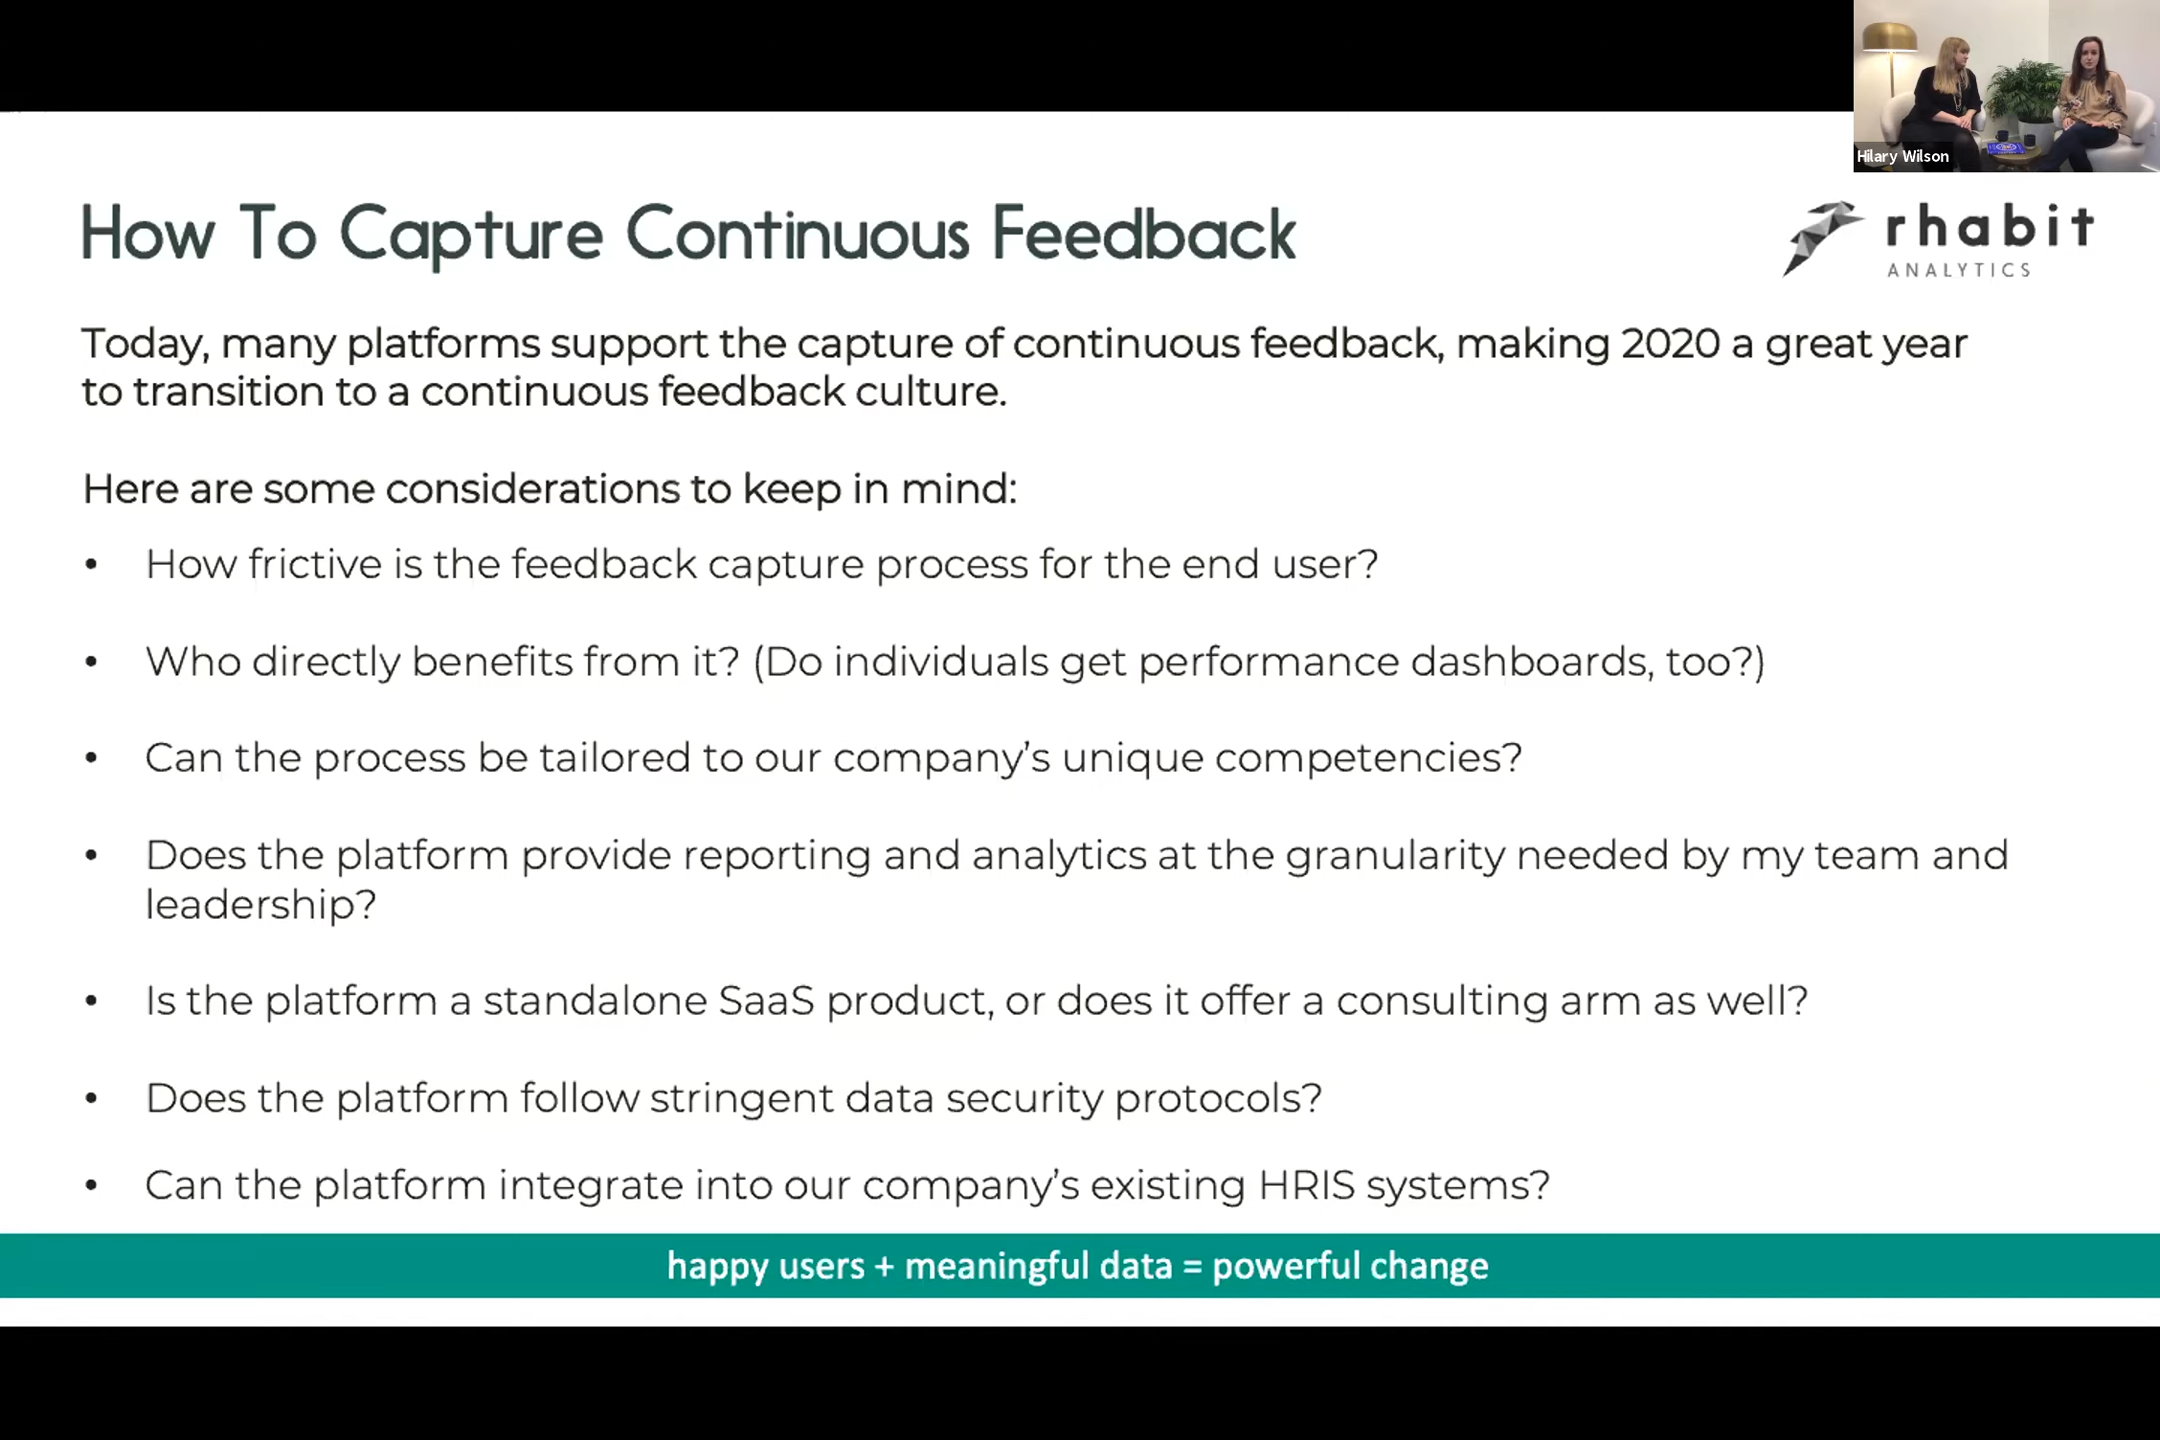 Hilary Wilson
How To Capture Continuous Feedback
rhabit
ANALYTICS
Today, many platforms support the capture of continuous feedback, making 2020 a great year
to transition to a continuous feedback culture.
Here are some considerations to keep in mind:
• How frictive is the feedback capture process for the end user?
• Who directly benefits from it? (Do individuals get performance dashboards, too?)
• Can the process be tailored to our company’s unique competencies?
• Does the platform provide reporting and analytics at the granularity needed by my team and
leadership?
• Is the platform a standalone SaaS product, or does it offer a consulting arm as well?
• Does the platform follow stringent data security protocols?
• Can the platform integrate into our company’s existing HRIS systems?
happy users + meaningful data = powerful change